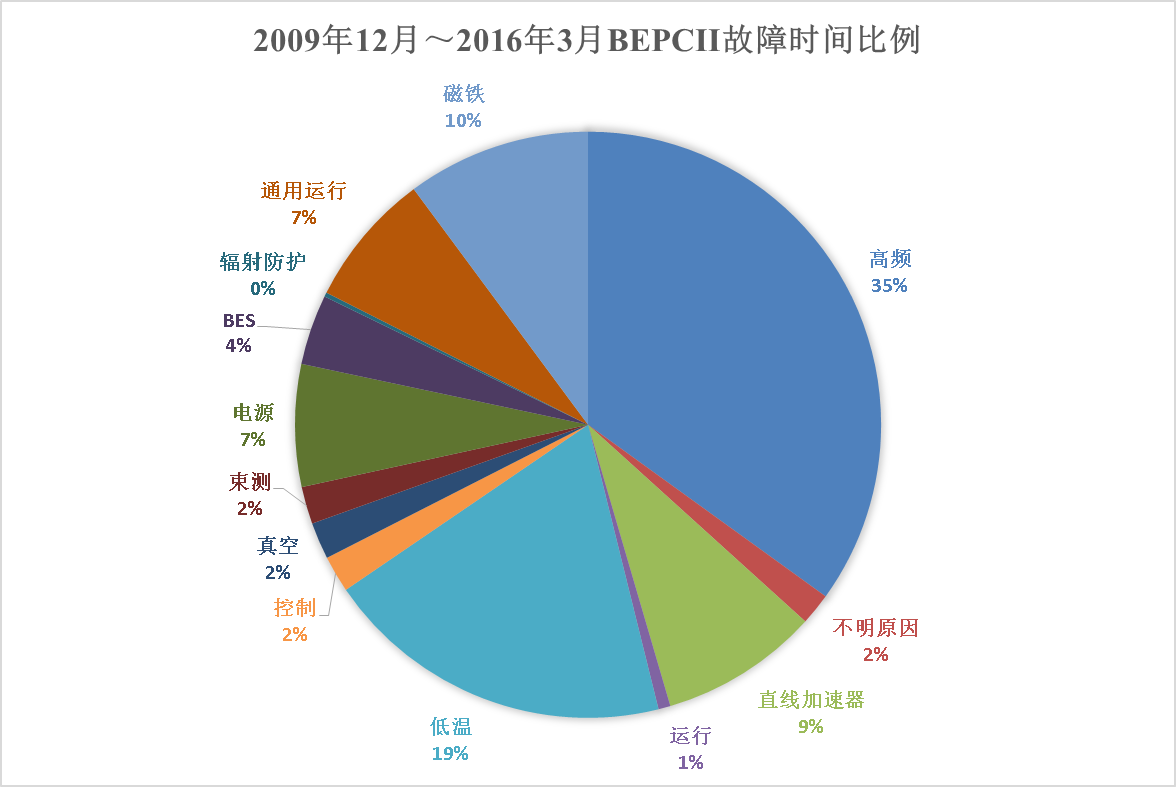 2009年12月～2016年3月BEPCII故障时间比例
磁铁
10%
通用运行
7%
高频
35%
辐射防护
0%
BES
4%
电源
7%
束测
2%
真空
2%
控制
2%
不明原因
2%
直线加速器
9%
低温
19%
运行
1%